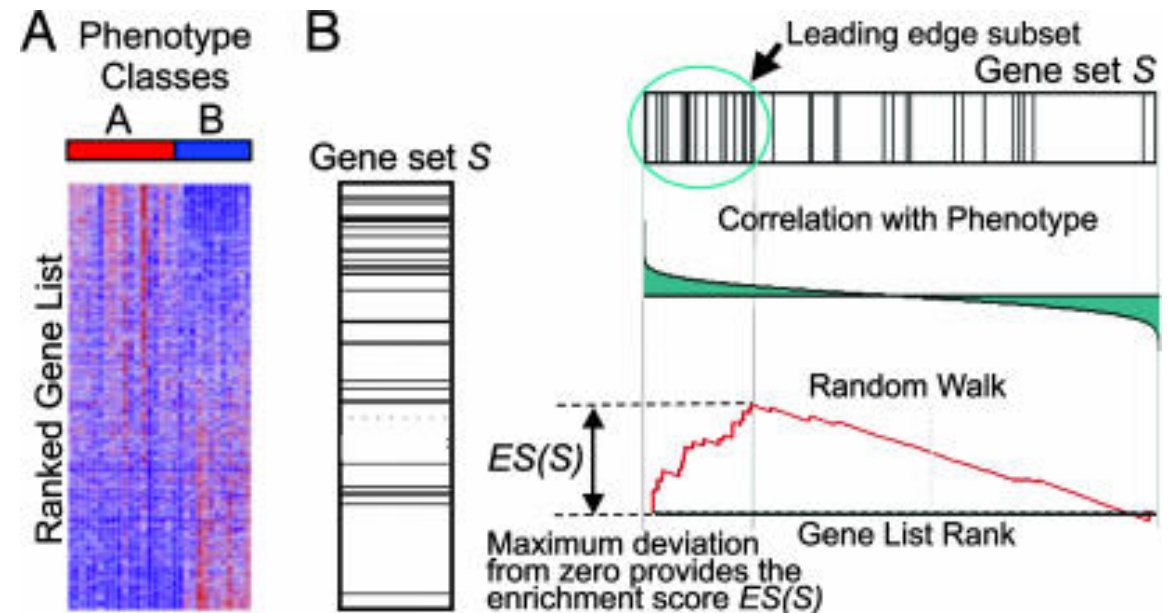 A
Phenotype
Classes
A B
Ranked Gene List
B
Gene set S
Leading edge subset
Gene set S
Correlation with Phenotype
Random Walk
ES(S)
Gene List Rank
Maximum deviation
from zero provides the
enrichment score ES(S)